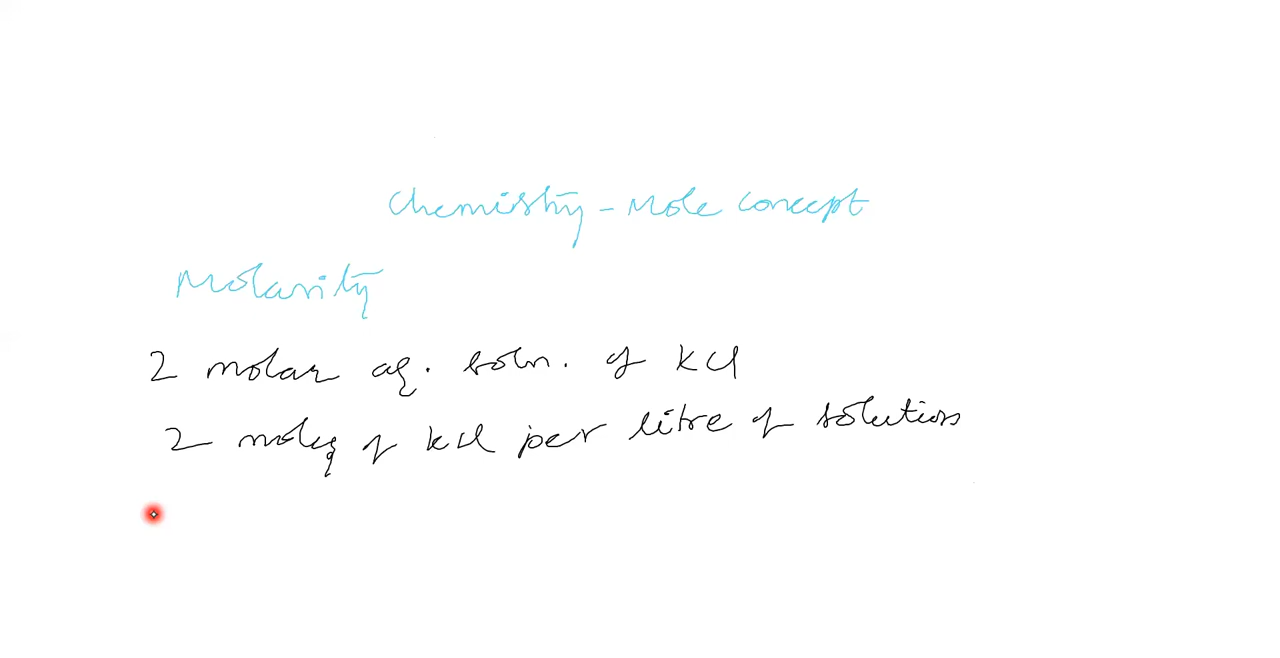 Chemistry - Mole concept
Molarity
2 molar aq. soln. of KCl
2 moles of KCl per litre of solution